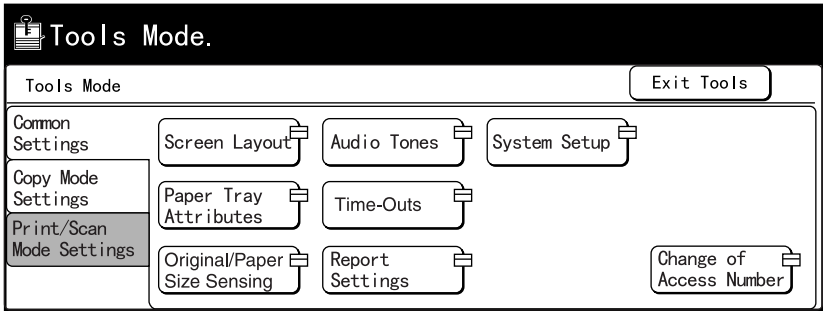 Tools Mode.
Tools Mode
Exit Tools
Common
Settings
Copy Mode
Settings
Print/Scan
Mode Settings
Screen Layout
Audio Tones
System Setup
Paper Tray
Attributes
Time-Outs
Original/Paper
Size Sensing
Report
Settings
Change of
Access Number